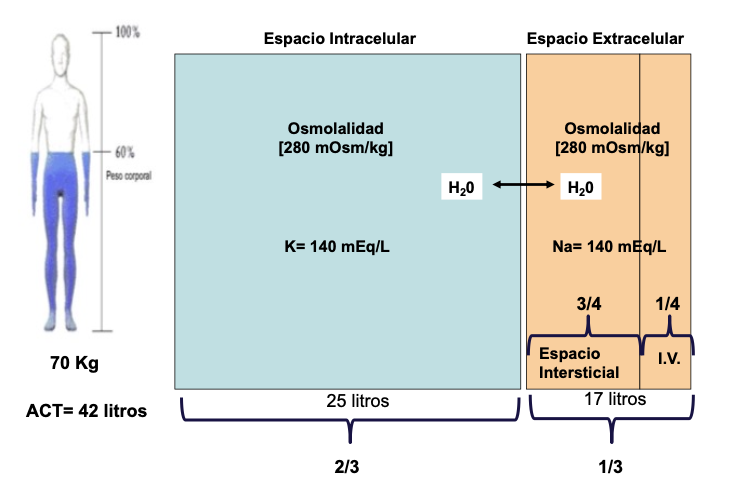 100%
60%
Peso corporal
70 Kg
ACT= 42 litros
Espacio Intracelular
Osmolalidad
[280 mOsm/kg]
H20
K= 140 mEq/L
25 litros
2/3
Espacio Extracelular
Osmolalidad
[280 mOsm/kg]
H20
Na= 140 mEq/L
3/4
1/4
Espacio
Intersticial
I.V.
17 litros
1/3